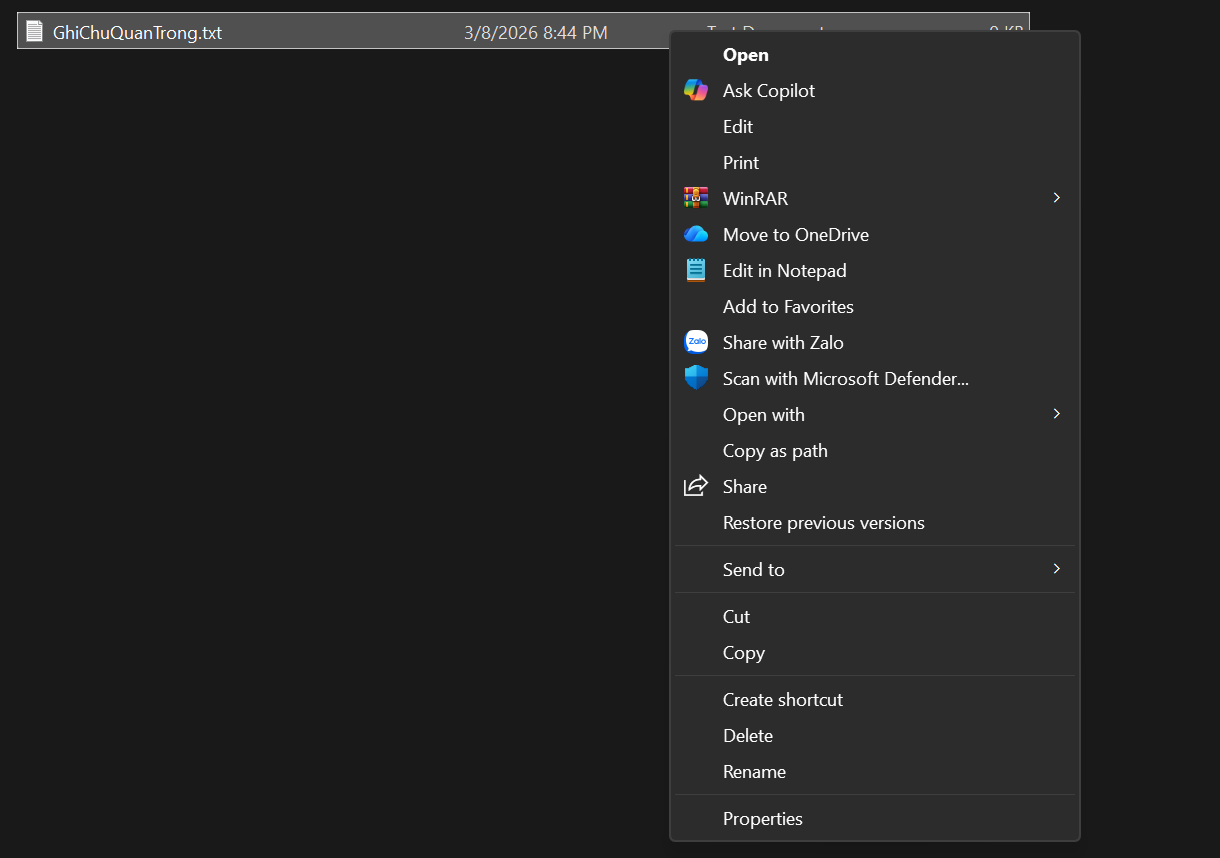 GhiChuQuanTrong.txt 3/8/2026 8:44 PM
Open
Ask Copilot
Edit
Print
WinRAR
Move to OneDrive
Edit in Notepad
Add to Favorites
Zalo Share with Zalo
Scan with Microsoft Defender...
Open with
Copy as path
Share
Restore previous versions
Send to
Cut
Copy
Create shortcut
Delete
Rename
Properties